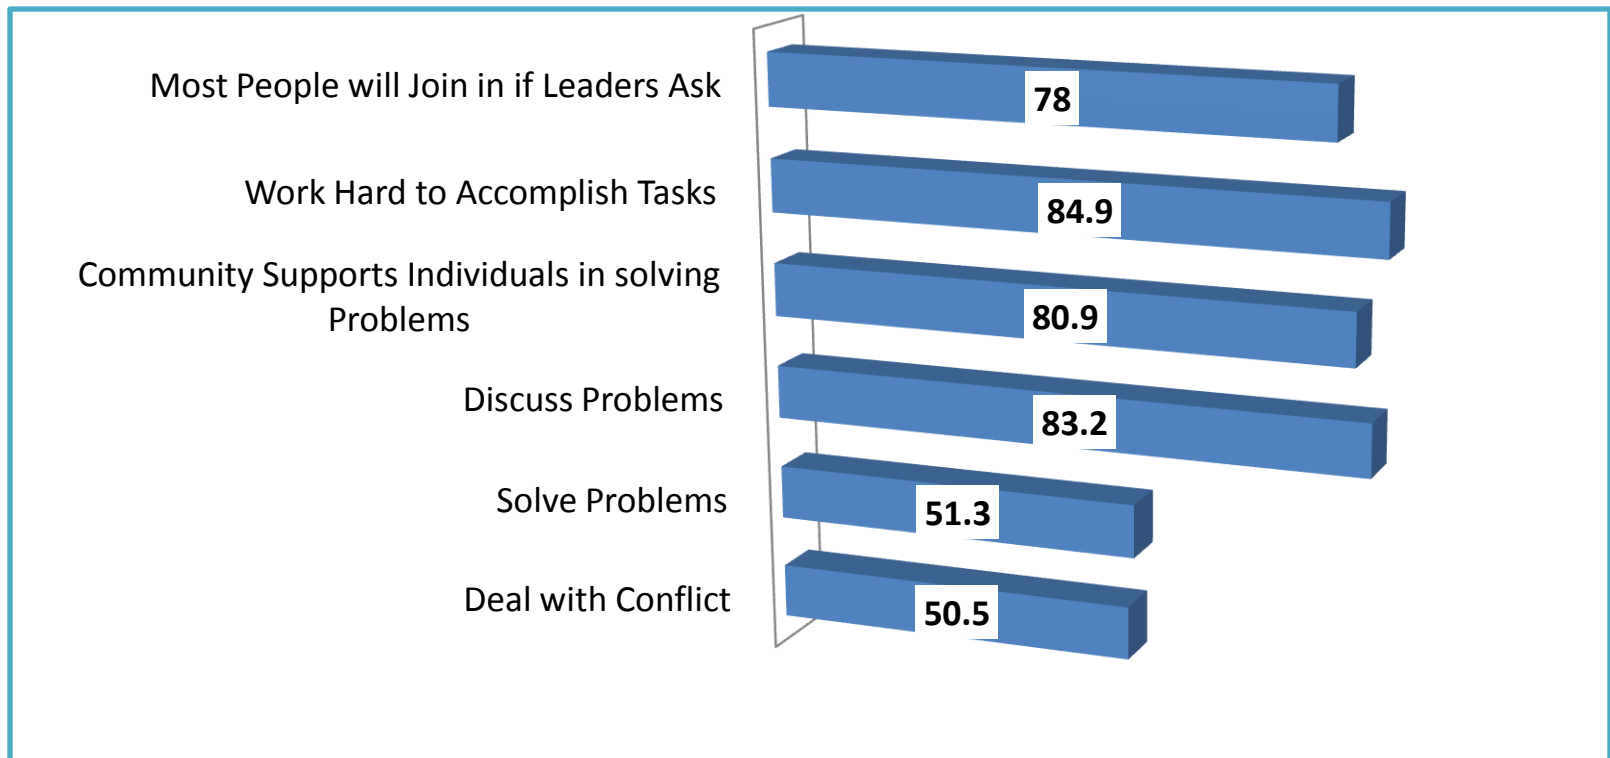 Most People will Join in if Leaders Ask
78
Work Hard to Accomplish Tasks
84.9
Community Supports Individuals in solving
Problems
80.9
Discuss Problems
83.2
Solve Problems
51.3
Deal with Conflict
50.5